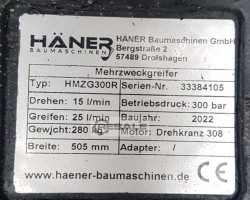 HÄNER
BAUMASCHINEN
HÄNER Baumaschinen GmbH
Bergstraße 2
57489 Drolshagen
Mehrzweckgreifer
Typ: HMZG300R Serien-Nr. 33384105
Drehen: 15 l/min Betriebsdruck: 300 bar
Greifen: 25 l/min Baujahr: 2022
Gewjcht: 280 kg Motor: Drehkranz 308
Breite: 505 mm Adapter: /
www.haener-baumaschinen.de CE